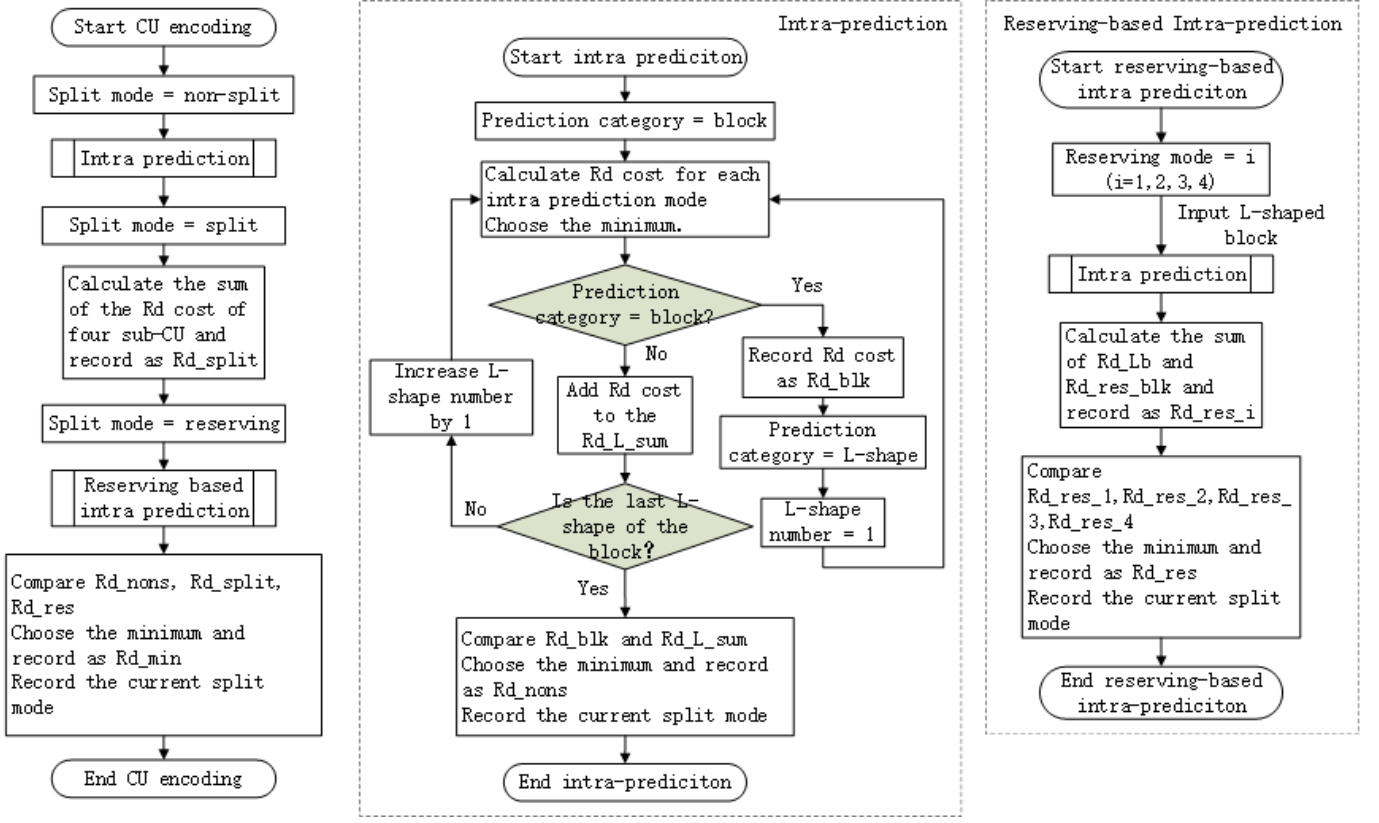 Start CU encoding
Split mode = non-split
Intra prediction
Split mode = split
Calculate the sum
of the Rd cost of
four sub-CU and
record as Rd_split
Split mode = reserving
Reserving based
intra prediction
Compare Rd_nons, Rd_split,
Rd_res
Choose the minimum and
record as Rd_min
Record the current split
mode
End CU encoding
Intra-prediction
Start intra prediciton
Prediction category = block
Calculate Rd cost for each
intra prediction mode
Choose the minimum.
Prediction
category = block?
Yes
No
Record Rd cost
as Rd_blk
Increase L-
shape number
by 1
Add Rd cost
to the
Rd_L_sum
Prediction
category = L-shape
L-shape
number = 1
Is the last L-
shape of the
block?
No
Yes
Compare Rd_blk and Rd_L_sum
Choose the minimum and record
as Rd_nons
Record the current split mode
End intra-prediciton
Reserving-based Intra-prediction
Start reserving-based
intra prediciton
Reserving mode = i
(i=1,2,3,4)
Input L-shaped
block
Intra prediction
Calculate the sum
of Rd_Lb and
Rd_res_blk and
record as Rd_res_i
Compare
Rd_res_1,Rd_res_2,Rd_res_
3,Rd_res_4
Choose the minimum and
record as Rd_res
Record the current split
mode
End reserving-based
intra-prediciton